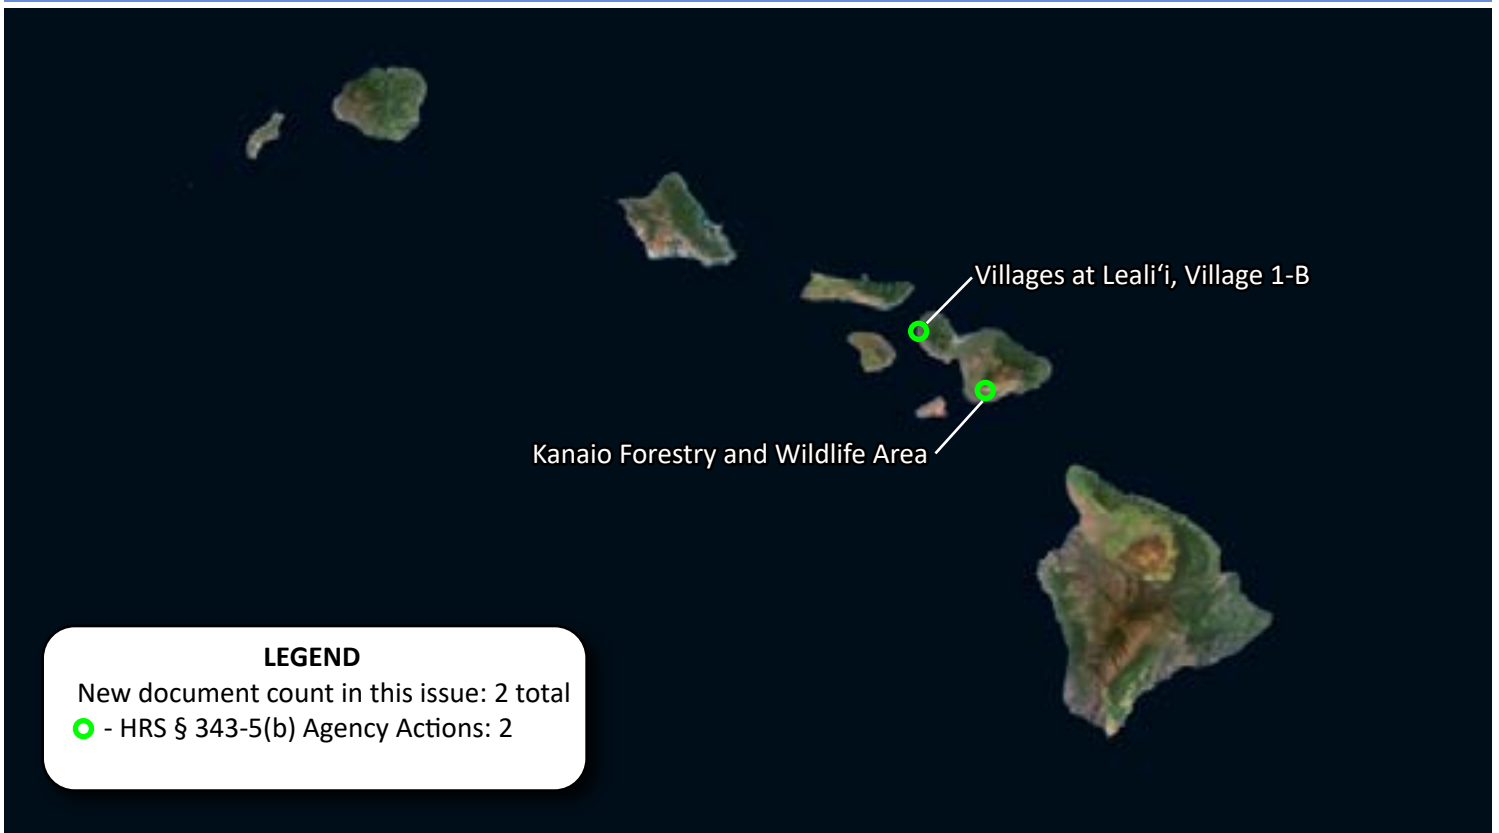 Villages at Lealiʻi, Village 1-B
Kanaio Forestry and Wildlife Area
LEGEND
New document count in this issue: 2 total
- HRS § 343-5(b) Agency Actions: 2